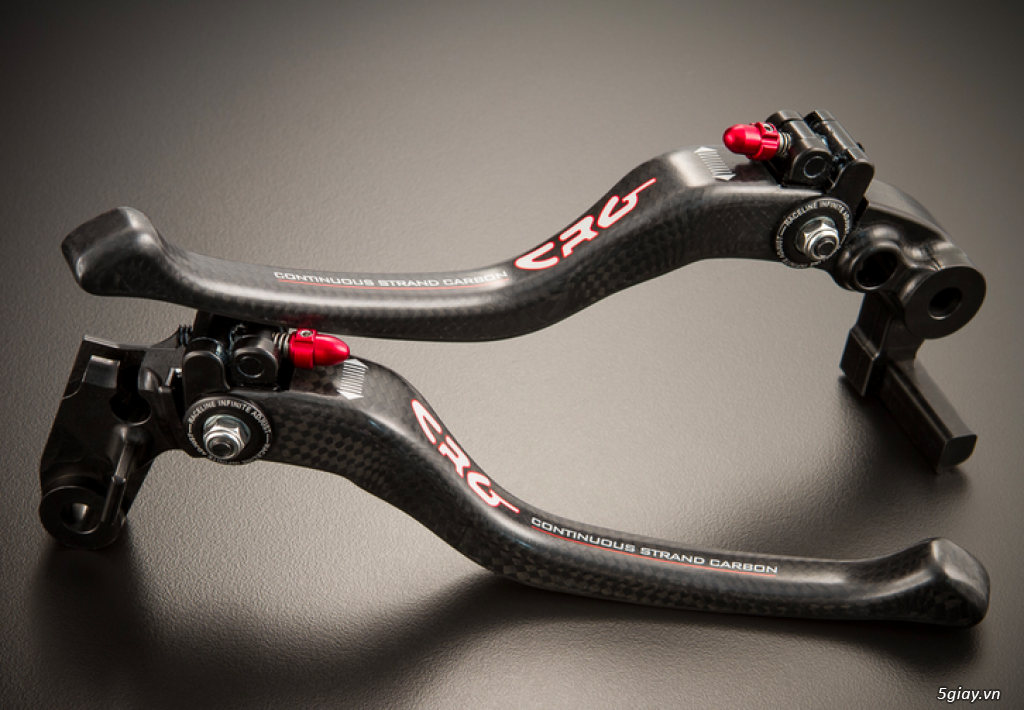 CRG
CONTINUOUS STRAND CARBON
RACELINE INFINITE ADJUST
RACELINE INFINITE ADJUST
CRG
CONTINUOUS STRAND CARBON
5giay.vn